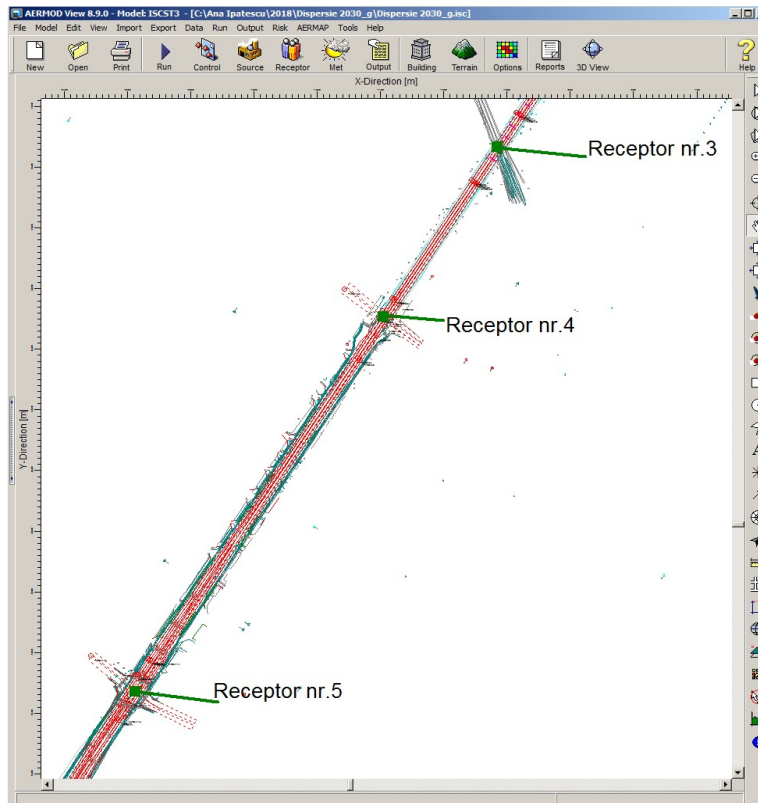 AERMOD View 8.9.0 - Model: ISCST3 - [C:\Ana Ipatescu\2018\Dispersie 2030_g\Dispersie 2030_g.isc]
File Model Edit View Import Export Data Run Output Risk AERMAP Tools Help
New Open Print Run Control Source Receptor Met Output Building Terrain Options Reports 3D View Help
X-Direction [m]
Receptor nr.3
Receptor nr.4
Y-Direction [m]
Receptor nr.5